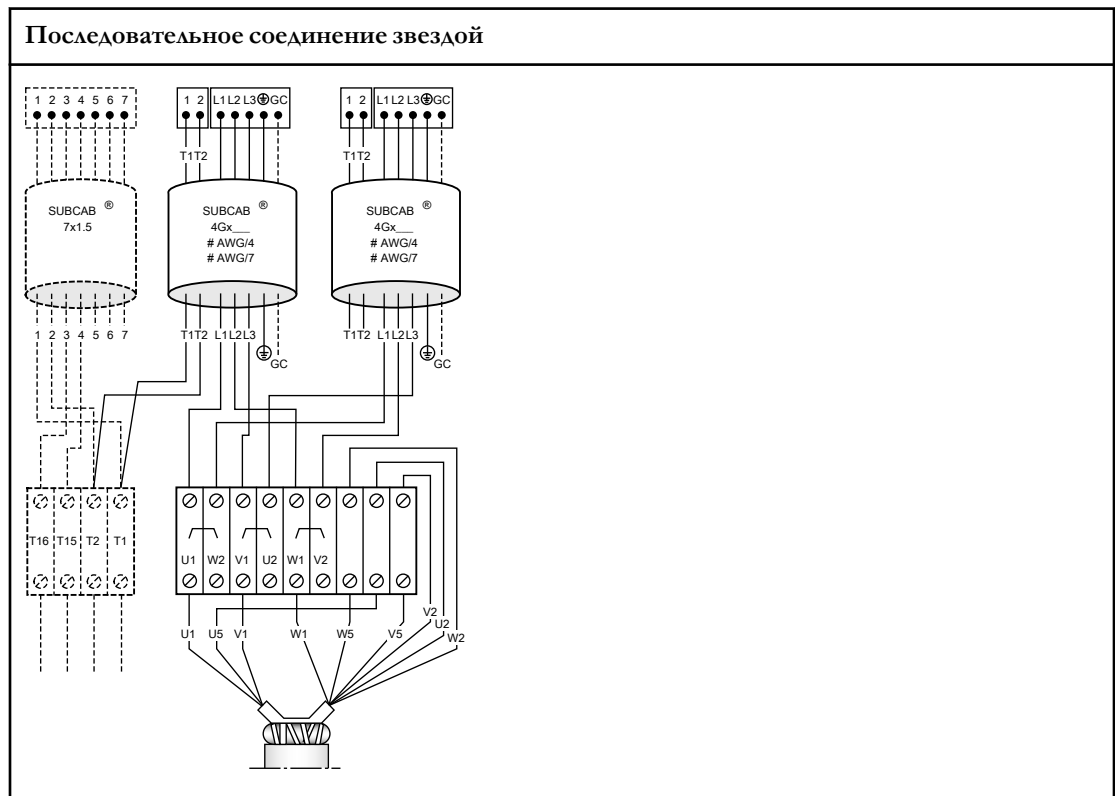 Последовательное соединение звездой
1 2 3 4 5 6 7
1 2 L1 L2 L3 GC
1 2 L1 L2 L3 GC
T1 T2
T1 T2
SUBCAB ®
7x1.5
SUBCAB ®
4Gx___
# AWG/4
# AWG/7
SUBCAB ®
4Gx___
# AWG/4
# AWG/7
1 2 3 4 5 6 7
T1 T2 L1 L2 L3
GC
T1 T2 L1 L2 L3
GC
T16 T15 T2 T1
U1 W2 V1 U2 W1 V2
U1 U5 V1 W1 W5 V5
V2
U2
W2